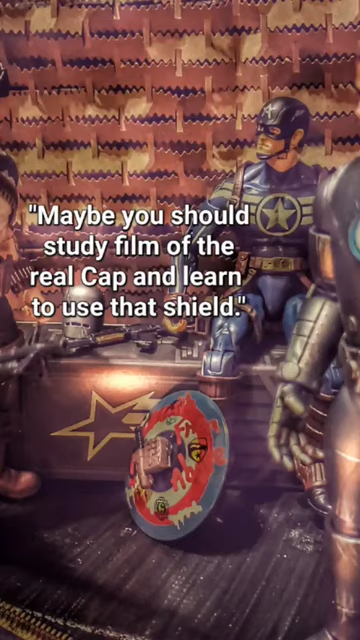 "Maybe you should
study film of the
real Cap and learn
to use that shield."